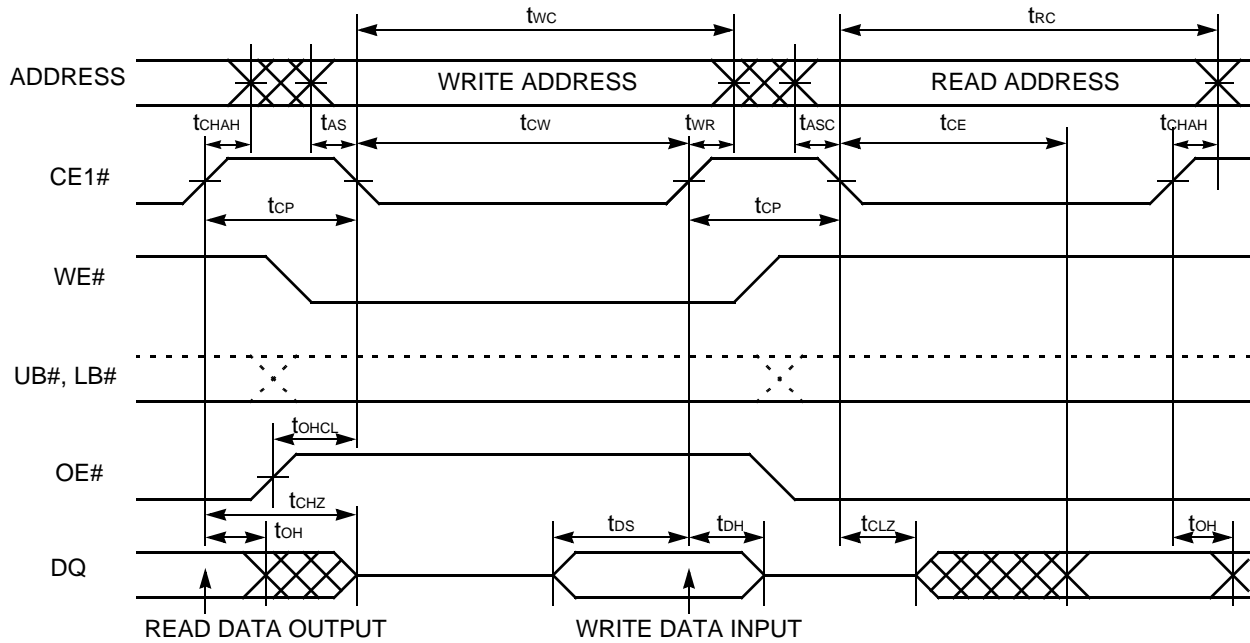 tWC tRC
ADDRESS WRITE ADDRESS READ ADDRESS
tCHAH tAS tCW tWR tASC tCE tCHAH
CE1#
tCP tCP
WE#
UB#, LB#
tOHCL
OE#
tCHZ
tOH tDS tDH tCLZ tOH
DQ
READ DATA OUTPUT WRITE DATA INPUT